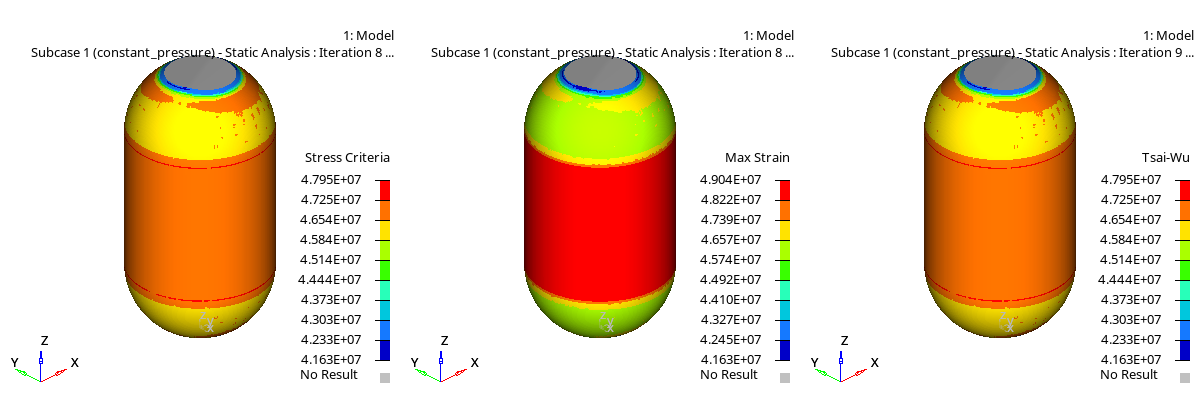 1: Model
Subcase 1 (constant_pressure) - Static Analysis : Iteration 8 ...
Stress Criteria
4.795E+07
4.725E+07
4.654E+07
4.584E+07
4.514E+07
4.444E+07
4.373E+07
4.303E+07
4.233E+07
4.163E+07
No Result
Z
Y
X
Z
X
1: Model
Subcase 1 (constant_pressure) - Static Analysis : Iteration 8 ...
Max Strain
4.904E+07
4.822E+07
4.739E+07
4.657E+07
4.574E+07
4.492E+07
4.410E+07
4.327E+07
4.245E+07
4.163E+07
No Result
Z
Y
X
Z
X
1: Model
Subcase 1 (constant_pressure) - Static Analysis : Iteration 9 ...
Tsai-Wu
4.795E+07
4.725E+07
4.654E+07
4.584E+07
4.514E+07
4.444E+07
4.373E+07
4.303E+07
4.233E+07
4.163E+07
No Result
Z
Y
X
Z
X